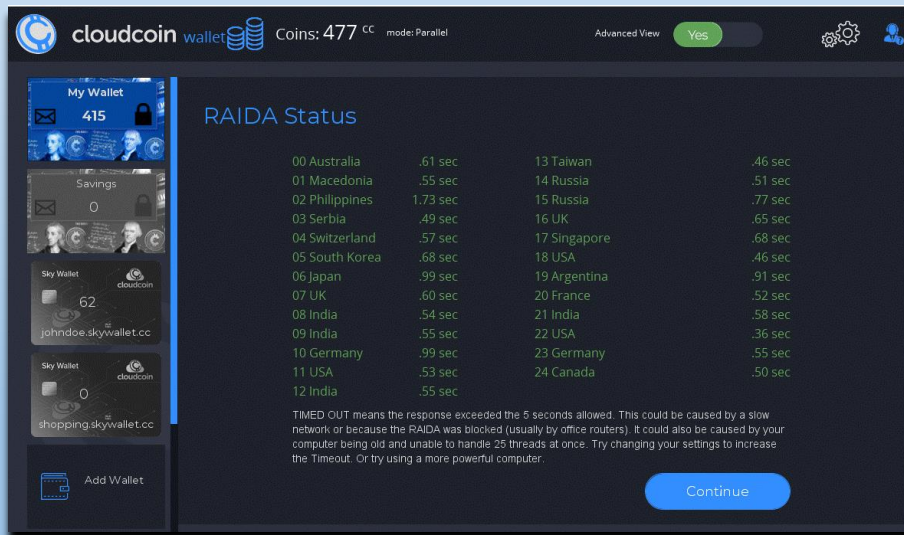 cloudcoin wallet Coins: 477 cc mode: Parallel Advanced View Yes
My Wallet
415
Savings
0
Sky Wallet
cloudcoin
62
johndoe.skywallet.cc
Sky Wallet
cloudcoin
0
shopping.skywallet.cc
Add Wallet
RAIDA Status
00 Australia .61 sec
01 Macedonia .55 sec
02 Philippines 1.73 sec
03 Serbia .49 sec
04 Switzerland .57 sec
05 South Korea .68 sec
06 Japan .99 sec
07 UK .60 sec
08 India .54 sec
09 India .55 sec
10 Germany .99 sec
11 USA .53 sec
12 India .55 sec
13 Taiwan .46 sec
14 Russia .51 sec
15 Russia .77 sec
16 UK .65 sec
17 Singapore .68 sec
18 USA .46 sec
19 Argentina .91 sec
20 France .52 sec
21 India .58 sec
22 USA .36 sec
23 Germany .55 sec
24 Canada .50 sec
TIMED OUT means the response exceeded the 5 seconds allowed. This could be caused by a slow
network or because the RAIDA was blocked (usually by office routers). It could also be caused by your
computer being old and unable to handle 25 threads at once. Try changing your settings to increase
the Timeout. Or try using a more powerful computer.
Continue